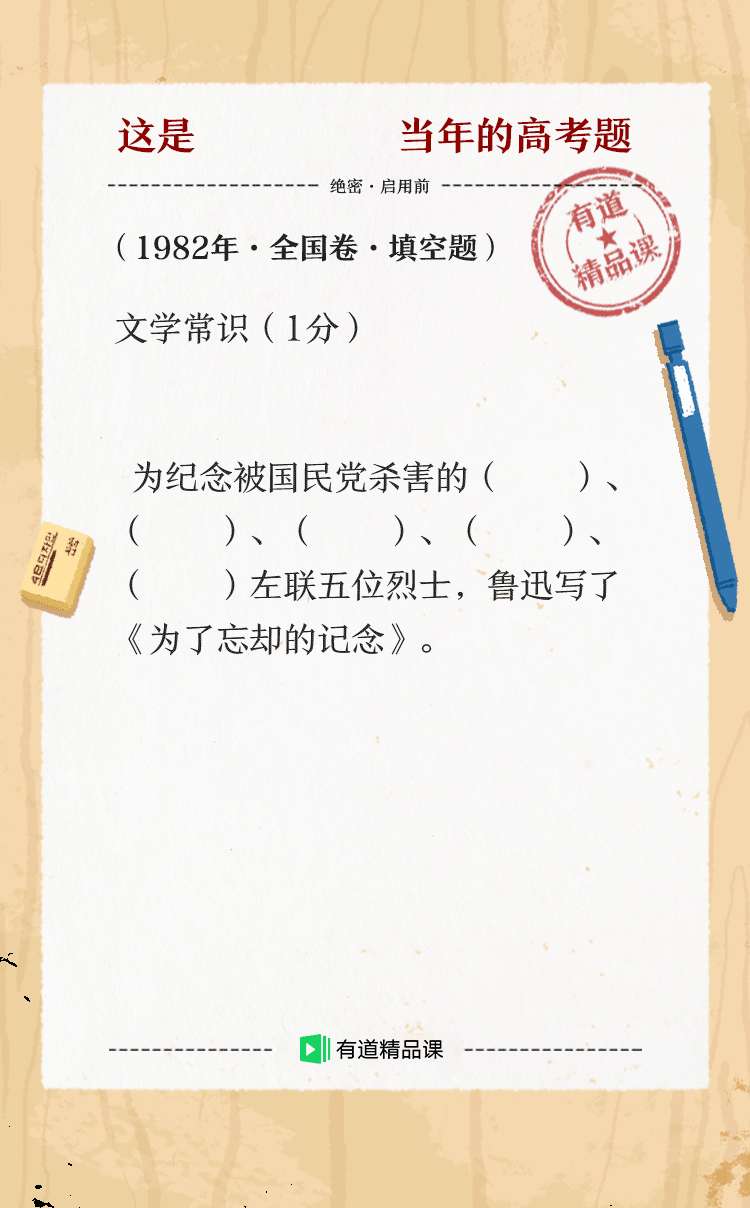 这是 当年的高考题
绝密·启用前
有道
精品课
（1982年·全国卷·填空题）
文学常识（1分）
为纪念被国民党杀害的（ ）、
（ ）、（ ）、（ ）、
（ ）左联五位烈士，鲁迅写了
《为了忘却的记念》。
有道精品课